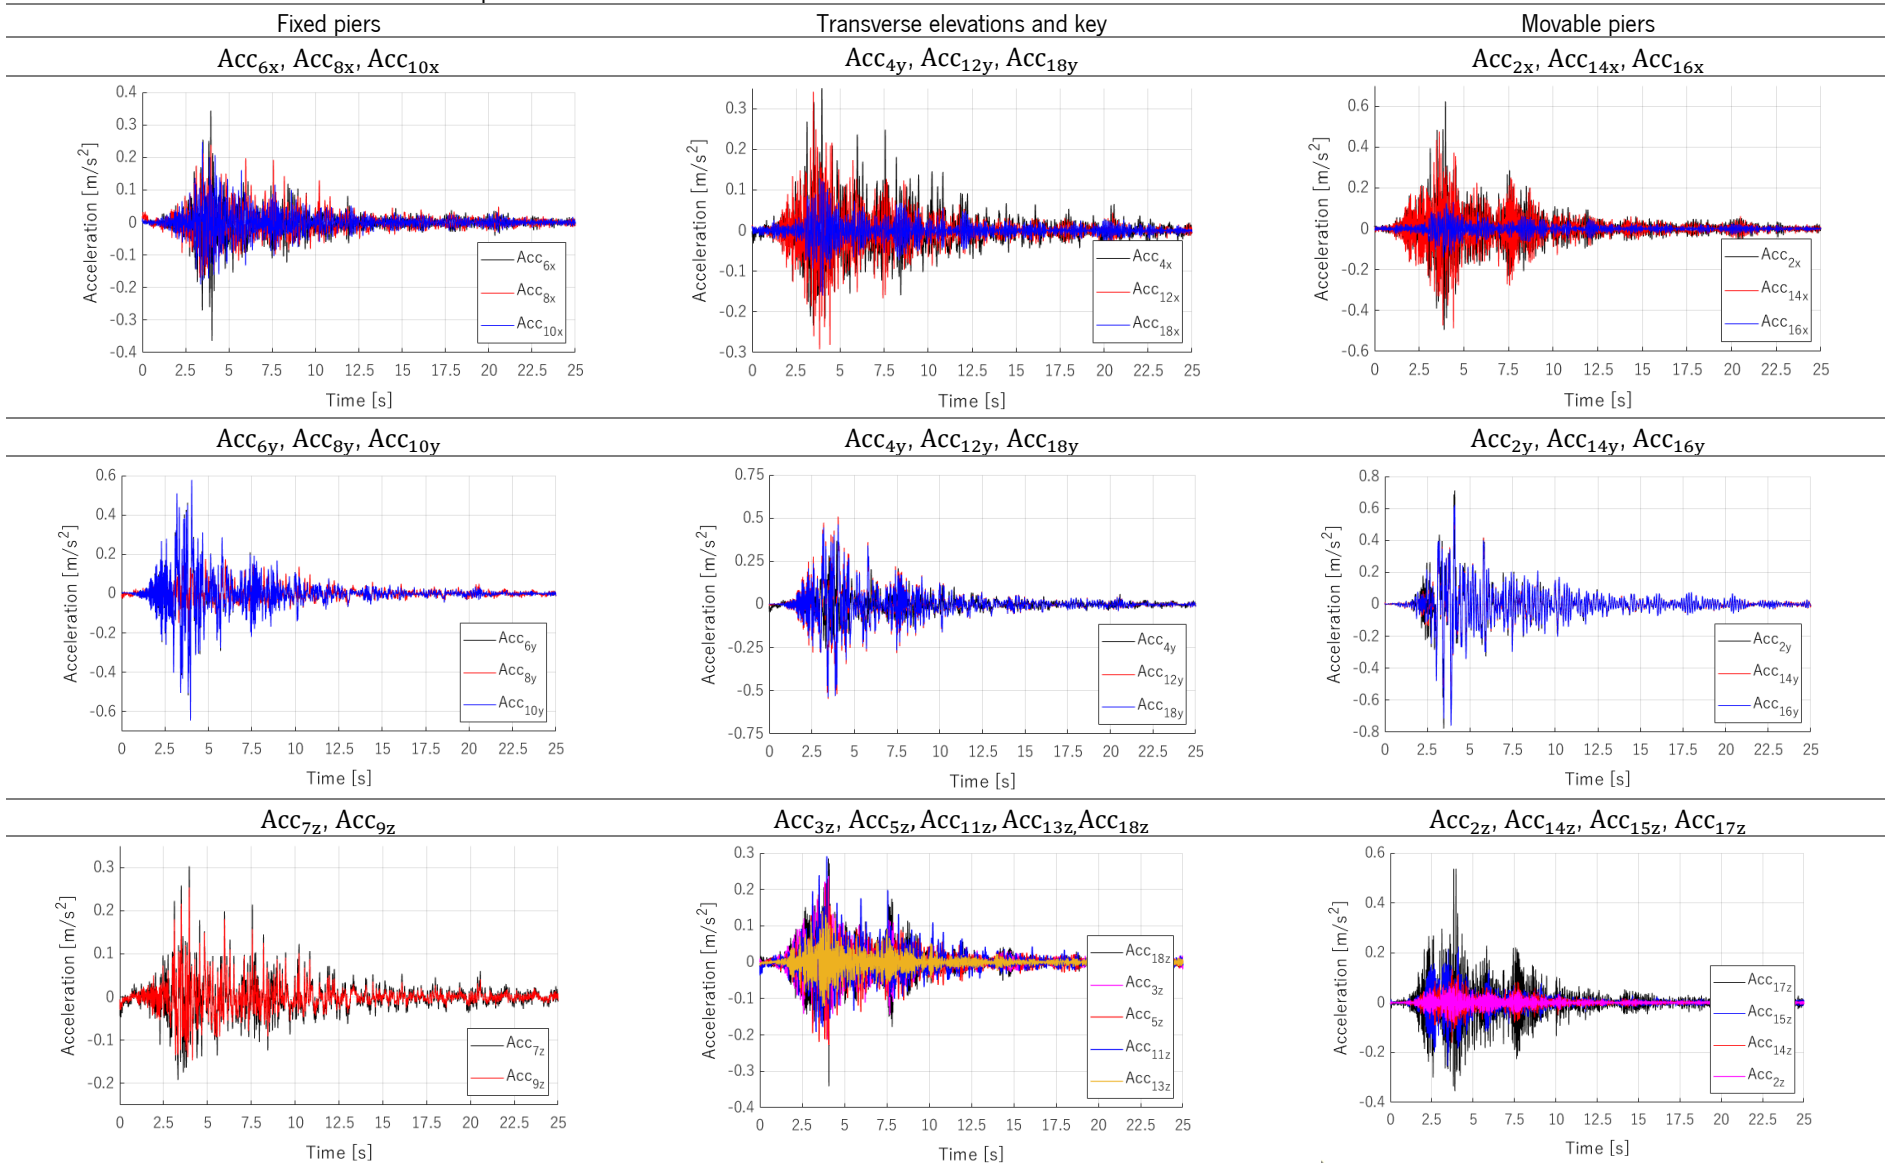 Fixed piers Transverse elevations and key Movable piers
Acc6x, Acc8x, Acc10x Acc4y, Acc12y, Acc18y Acc2x, Acc14x, Acc16x
Acceleration [m/s2]
0.4
0.3
0.2
0.1
0
-0.1
-0.2
-0.3
-0.4
0 2.5 5 7.5 10 12.5 15 17.5 20 22.5 25
Time [s]
Acc6x
Acc8x
Acc10x
Acceleration [m/s2]
0.3
0.2
0.1
0
-0.1
-0.2
-0.3
0 2.5 5 7.5 10 12.5 15 17.5 20 22.5 25
Time [s]
Acc4x
Acc12x
Acc18x
Acceleration [m/s2]
0.6
0.4
0.2
0
-0.2
-0.4
-0.6
0 2.5 5 7.5 10 12.5 15 17.5 20 22.5 25
Time [s]
Acc2x
Acc14x
Acc16x
Acc6y, Acc8y, Acc10y Acc4y, Acc12y, Acc18y Acc2y, Acc14y, Acc16y
Acceleration [m/s2]
0.6
0.4
0.2
0
-0.2
-0.4
-0.6
0 2.5 5 7.5 10 12.5 15 17.5 20 22.5 25
Time [s]
Acc6y
Acc8y
Acc10y
Acceleration [m/s2]
0.75
0.5
0.25
0
-0.25
-0.5
-0.75
0 2.5 5 7.5 10 12.5 15 17.5 20 22.5 25
Time [s]
Acc4y
Acc12y
Acc18y
Acceleration [m/s2]
0.8
0.6
0.4
0.2
0
-0.2
-0.4
-0.6
-0.8
0 2.5 5 7.5 10 12.5 15 17.5 20 22.5 25
Time [s]
Acc2y
Acc14y
Acc16y
Acc7z, Acc9z Acc3z, Acc5z, Acc11z, Acc13z, Acc18z Acc2z, Acc14z, Acc15z, Acc17z
Acceleration [m/s2]
0.3
0.2
0.1
0
-0.1
-0.2
0 2.5 5 7.5 10 12.5 15 17.5 20 22.5 25
Time [s]
Acc7z
Acc9z
Acceleration [m/s2]
0.3
0.2
0.1
0
-0.1
-0.2
-0.3
-0.4
0 2.5 5 7.5 10 12.5 15 17.5 20 22.5 25
Time [s]
Acc18z
Acc3z
Acc5z
Acc11z
Acc13z
Acceleration [m/s2]
0.6
0.4
0.2
0
-0.2
-0.4
0 2.5 5 7.5 10 12.5 15 17.5 20 22.5 25
Time [s]
Acc17z
Acc15z
Acc14z
Acc2z